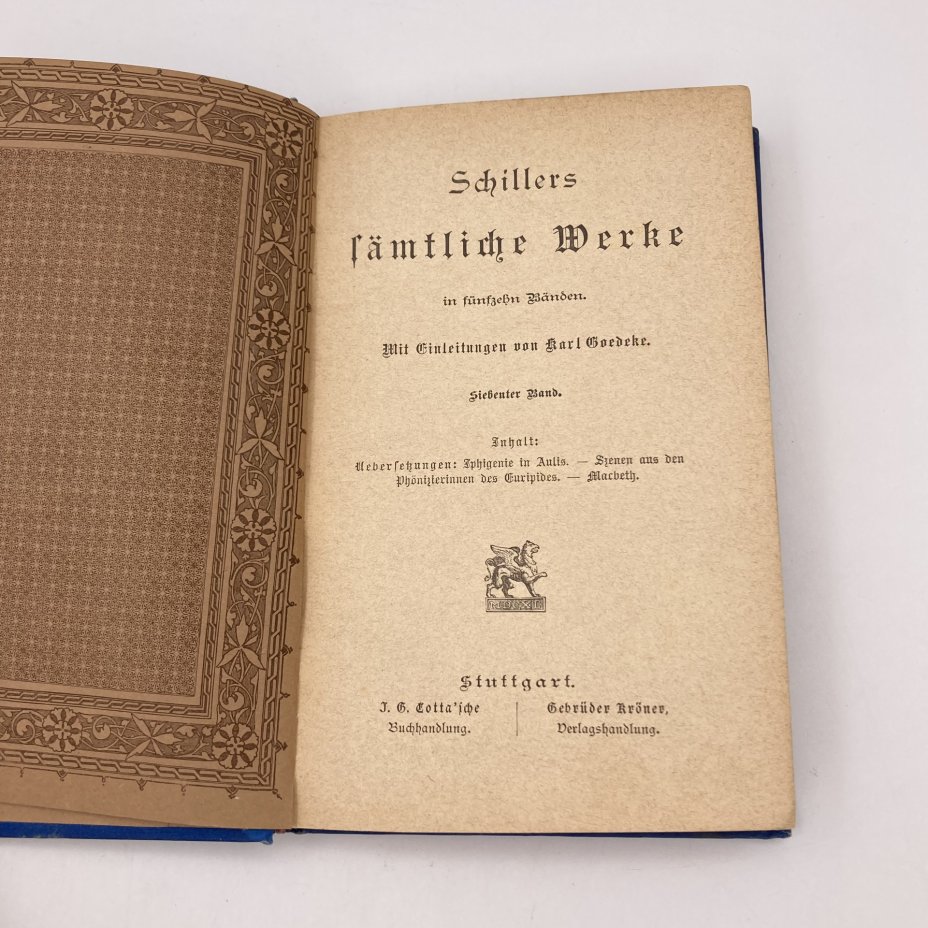 Schillers
sämtliche Werke
in fünfzehn Bänden.
Mit Einleitungen von Karl Goedeke.
Siebenter Band.
Inhalt:
Uebersetzungen: Iphigenie in Aulis. — Szenen aus den
Phönizierinnen des Euripides. — Macbeth.
MDCXL
Stuttgart.
J. G. Cotta'sche
Buchhandlung.
Gebrüder Kröner,
Verlagshandlung.